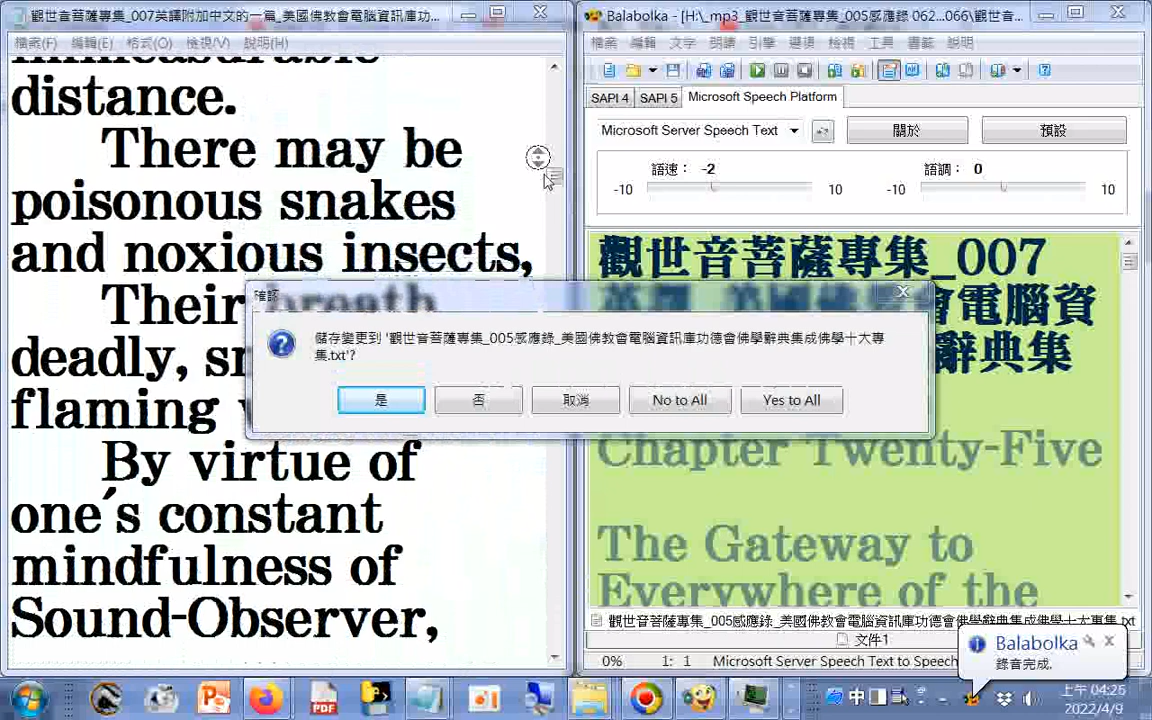 觀世音菩薩專集_007英譯附加中文的一篇_美國佛教會電腦資訊庫功...
檔案(F) 編輯(E) 格式(O) 檢視(V) 說明(H)
distance.
There may be
poisonous snakes
and noxious insects,
Their breath
deadly,
flaming
By virtue of
one's constant
mindfulness of
Sound-Observer,
Balabolka - [H:\_mp3_觀世音菩薩專集_005感應錄 062...066\觀世音...
檔案 編輯 文字 朗讀 引擎 選項 檢視 工具 書籤 說明
SAPI 4 SAPI 5 Microsoft Speech Platform
Microsoft Server Speech Text 關於 預設
語速： -2 語調： 0
-10 10 -10 10
觀世音菩薩專集_007
會電腦資
辭典集
Chapter Twenty-Five
The Gateway to
Everywhere of the
確認
儲存變更到 '觀世音菩薩專集_005感應錄_美國佛教會電腦資訊庫功德會佛學辭典集成佛學十大專
集.txt'?
是 否 取消 No to All Yes to All
觀世音菩薩專集_005感應錄_美國佛教會電腦資訊庫功德會佛學辭典集成佛學十大專集.txt
文件1
0% 1: 1 Microsoft Server Speech Text to Speech
Balabolka
錄音完成.
中
上午 04:26
2022/4/9